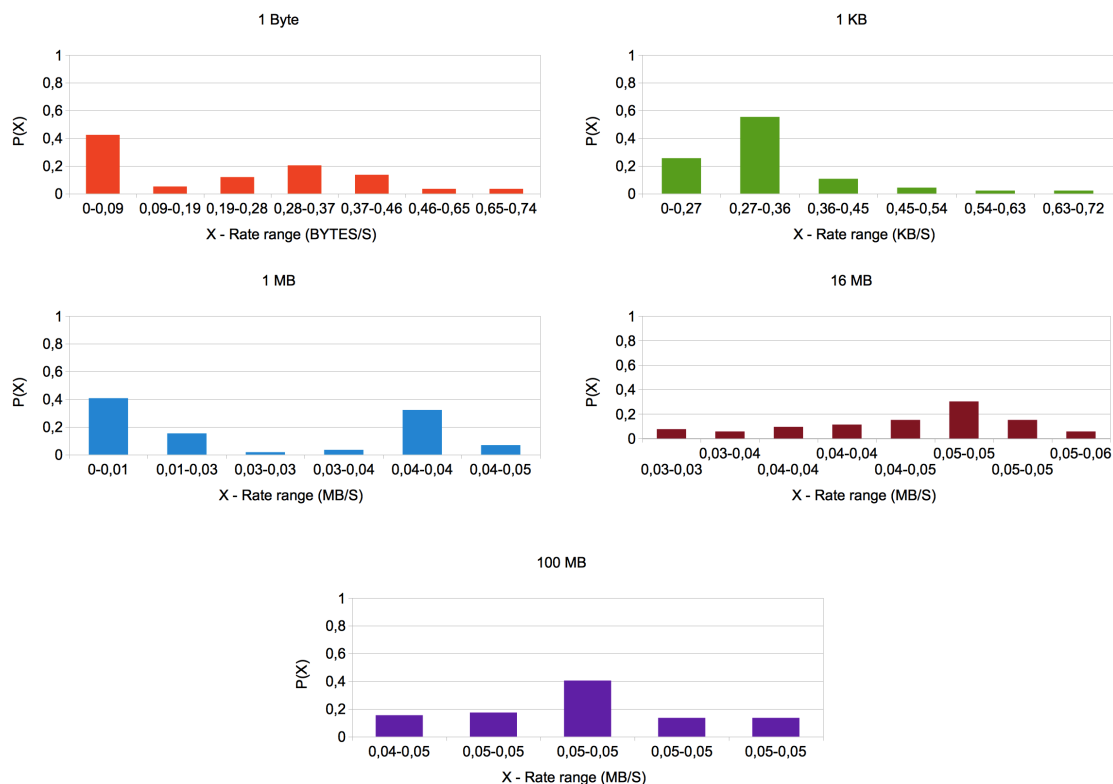 1 Byte
1
0,8
0,6
0,4
0,2
0
P(X)
0-0,09 0,09-0,19 0,19-0,28 0,28-0,37 0,37-0,46 0,46-0,65 0,65-0,74
X - Rate range (BYTES/S)
1 KB
1
0,8
0,6
0,4
0,2
0
P(X)
0-0,27 0,27-0,36 0,36-0,45 0,45-0,54 0,54-0,63 0,63-0,72
X - Rate range (KB/S)
1 MB
1
0,8
0,6
0,4
0,2
0
P(X)
0-0,01 0,01-0,03 0,03-0,03 0,03-0,04 0,04-0,04 0,04-0,05
X - Rate range (MB/S)
16 MB
1
0,8
0,6
0,4
0,2
0
P(X)
0,03-0,04 0,04-0,04 0,05-0,05 0,05-0,06
0,03-0,03 0,04-0,04 0,04-0,05 0,05-0,05
X - Rate range (MB/S)
100 MB
1
0,8
0,6
0,4
0,2
0
P(X)
0,04-0,05 0,05-0,05 0,05-0,05 0,05-0,05 0,05-0,05
X - Rate range (MB/S)